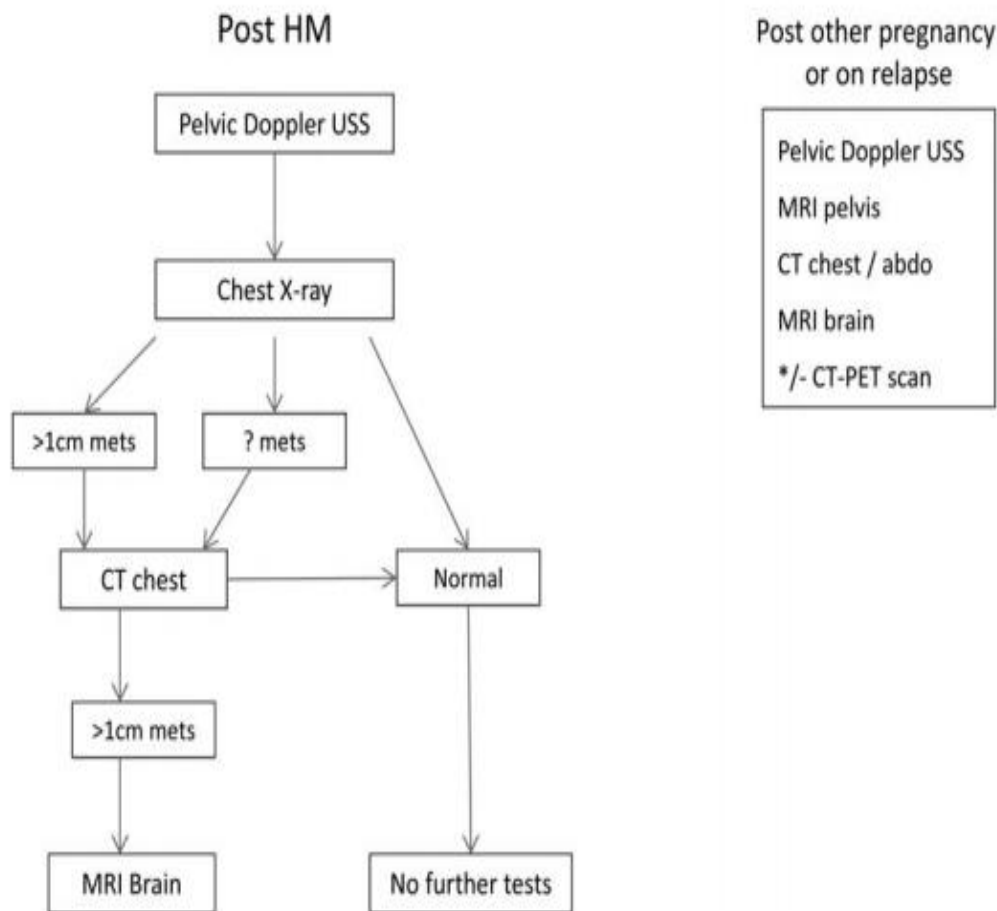 Post HM
Pelvic Doppler USS
Chest X-ray
>1cm mets
? mets
CT chest
Normal
>1cm mets
MRI Brain
No further tests
Post other pregnancy
or on relapse
Pelvic Doppler USS
MRI pelvis
CT chest / abdo
MRI brain
*/- CT-PET scan